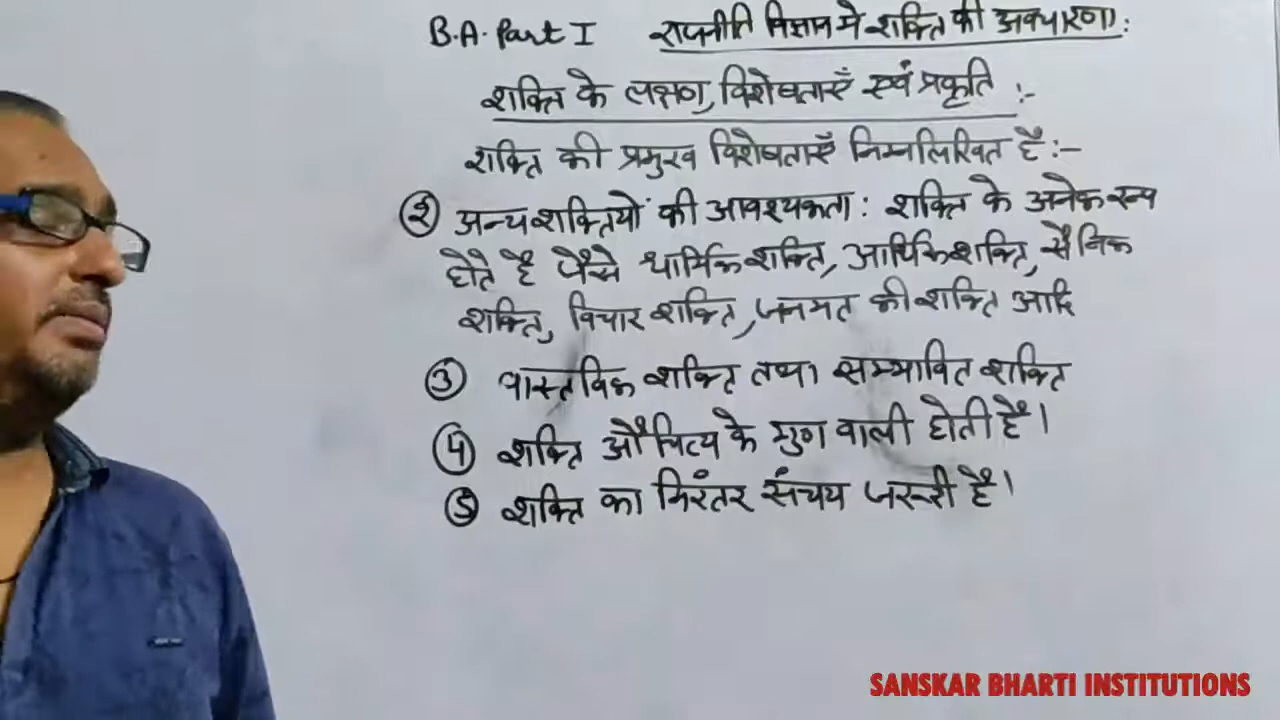 B.A. Part I राजनीति विज्ञान मे शक्ति की अवधारणा:
शक्ति के लक्षण, विशेषताएँ एवं प्रकृति :-
शक्ति की प्रमुख विशेषताएँ निम्नलिखित है:-
② अन्य शक्तियों की आवश्यकता: शक्ति के अनेक रूप
होते है जैसे धार्मिक शक्ति, आर्थिक शक्ति, सैनिक
शक्ति, विचार शक्ति, जनमत की शक्ति आदि
③ वास्तविक शक्ति तथा सम्भावित शक्ति
④ शक्ति औचित्य के गुण वाली होती है।
⑤ शक्ति का निरंतर संचय जरूरी है।
SANSKAR BHARTI INSTITUTIONS